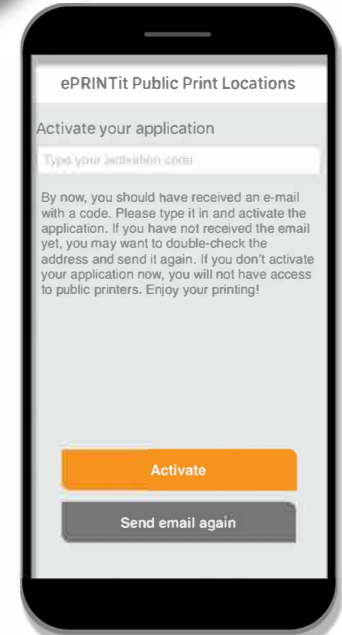 ePRINTit Public Print Locations
Activate your application
Type your activation code
By now, you should have received an e-mail
with a code. Please type it in and activate the
application. If you have not received the email
yet, you may want to double-check the
address and send it again. If you don't activate
your application now, you will not have access
to public printers. Enjoy your printing!
Activate
Send email again